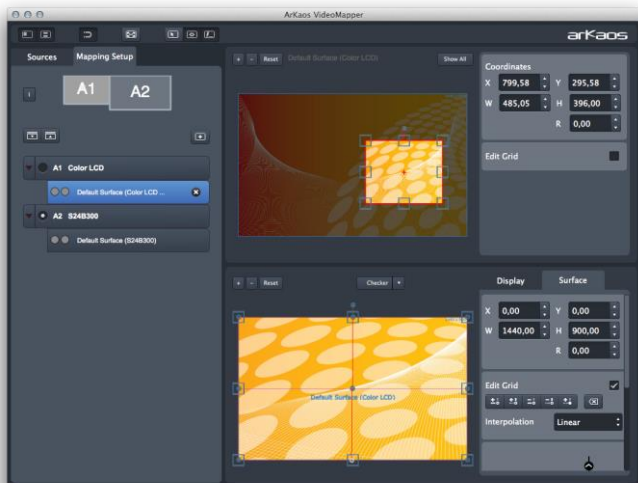 ArKaos VideoMapper
arKaos
Sources
Mapping Setup
A1
A2
A1 Color LCD
Default Surface (Color LCD ...
A2 S24B300
Default Surface (S24B300)
+ - Reset
Default Surface (Color LCD)
Show All
Coordinates
X 799,58 Y 295,58
W 485,05 H 396,00
R 0,00
Edit Grid
+ - Reset
Checker
Default Surface (Color LCD)
Display
Surface
X 0,00 Y 0,00
W 1440,00 H 900,00
R 0,00
Edit Grid
Interpolation
Linear